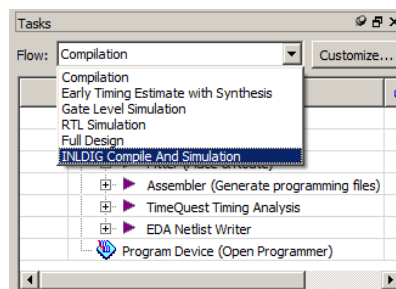 Tasks
Flow: Compilation Customize...
Compilation
Early Timing Estimate with Synthesis
Gate Level Simulation
RTL Simulation
Full Design
INLDIG Compile And Simulation
Assembler (Generate programming files)
TimeQuest Timing Analysis
EDA Netlist Writer
Program Device (Open Programmer)